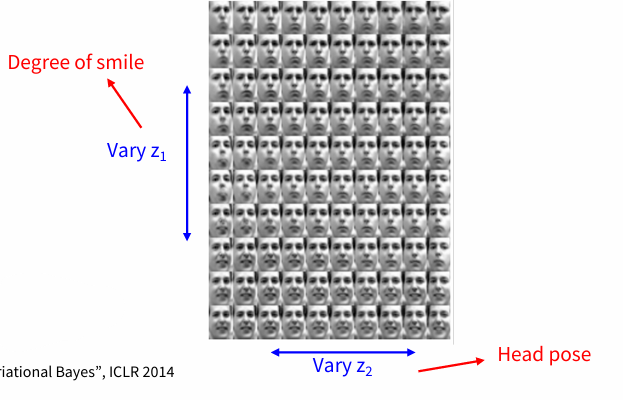 Degree of smile
Vary z₁
Vary z₂
Head pose
riational Bayes”, ICLR 2014